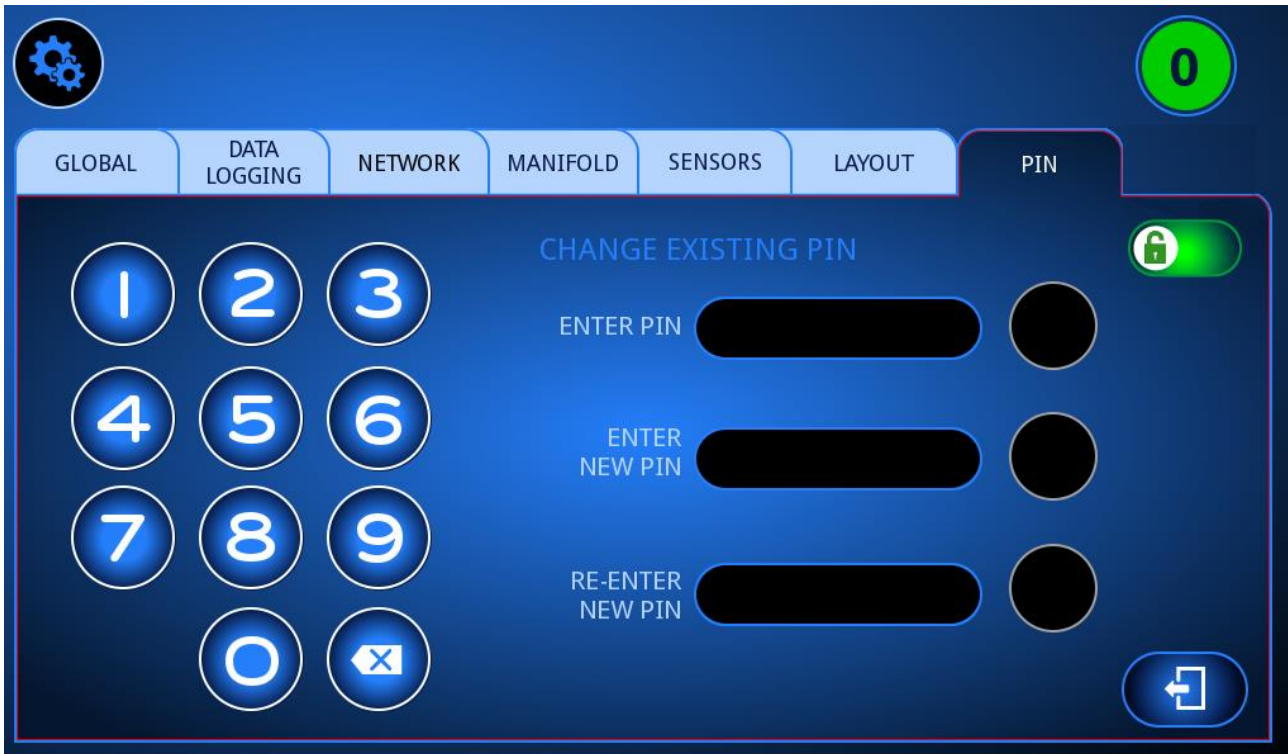 0
GLOBAL
DATA
LOGGING
NETWORK
MANIFOLD
SENSORS
LAYOUT
PIN
CHANGE EXISTING PIN
1 2 3
ENTER PIN
4 5 6
ENTER
NEW PIN
7 8 9
RE-ENTER
NEW PIN
0